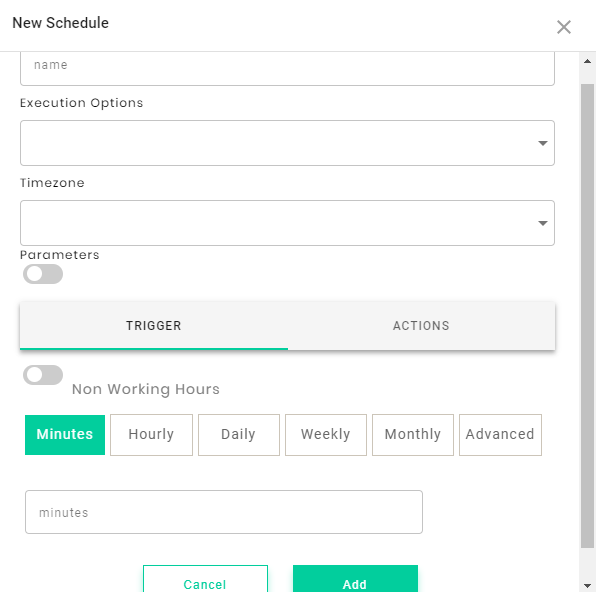 New Schedule
name
Execution Options
Timezone
Parameters
TRIGGER ACTIONS
Non Working Hours
Minutes Hourly Daily Weekly Monthly Advanced
minutes
Cancel Add